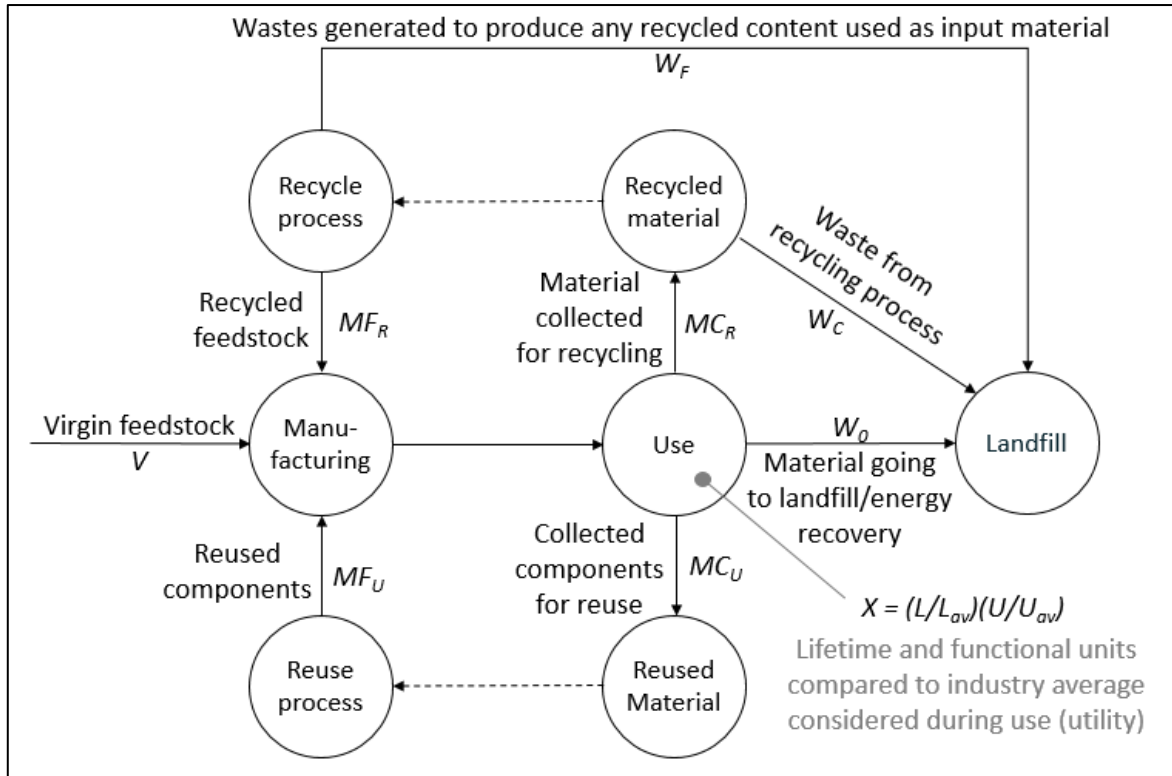 Wastes generated to produce any recycled content used as input material
W_F
Recycle
process
Recycled
material
Waste from
recycling process
W_C
Recycled
feedstock
MF_R
Material
collected
for recycling
MC_R
Virgin feedstock
V
Manu-
facturing
Use
W_0
Material going
to landfill/energy
recovery
Landfill
Reused
components
MF_U
Collected
components
for reuse
MC_U
X = (L/L_av)(U/U_av)
Lifetime and functional units
compared to industry average
considered during use (utility)
Reuse
process
Reused
Material